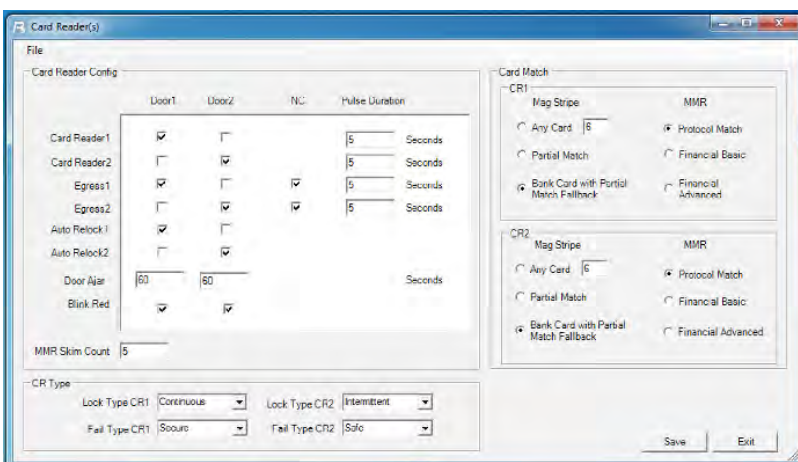 Card Reader(s)
File
Card Reader Config
Door1 Door2 NC Pulse Duration
Card Reader1 5 Seconds
Card Reader2 5 Seconds
Egress1 5 Seconds
Egress2 5 Seconds
Auto Relock1
Auto Relock2
Door Ajar 60 60 Seconds
Blink Red
MMR Skim Count 5
CR Type
Lock Type CR1 Continuous Lock Type CR2 Intermittent
Fail Type CR1 Secure Fail Type CR2 Safe
Card Match
CR1
Mag Stripe MMR
Any Card 6 Protocol Match
Partial Match Financial Basic
Bank Card with Partial Financial
Match Fallback Advanced
CR2
Mag Stripe MMR
Any Card 6 Protocol Match
Partial Match Financial Basic
Bank Card with Partial Financial Advanced
Match Fallback
Save Exit